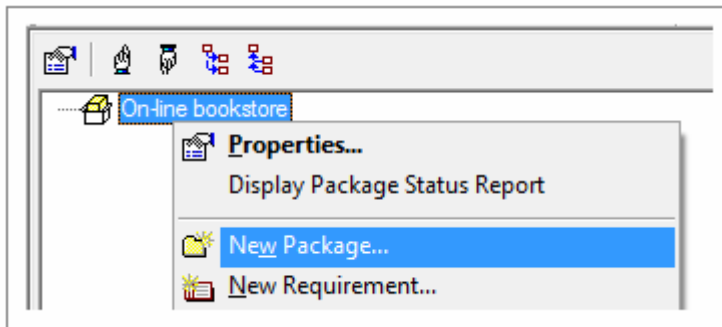 On-line bookstore
Properties...
Display Package Status Report
New Package...
New Requirement...